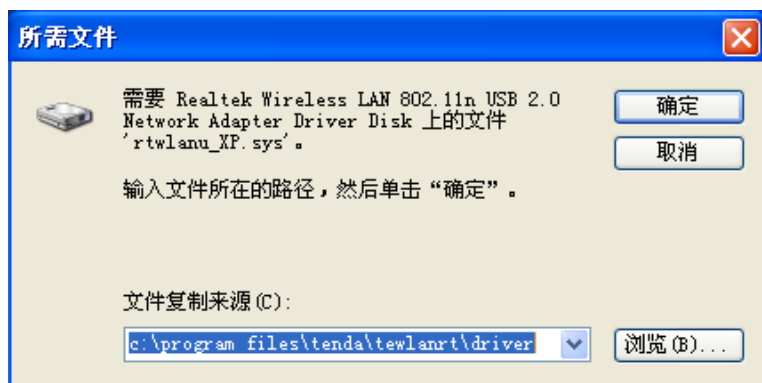 所需文件
需要 Realtek Wireless LAN 802.11n USB 2.0
Network Adapter Driver Disk 上的文件
'rtwlanu_XP.sys'。
确定
取消
输入文件所在的路径，然后单击“确定”。
文件复制来源(C):
c:\program files\tenda\tewlanrt\driver
浏览(B)...